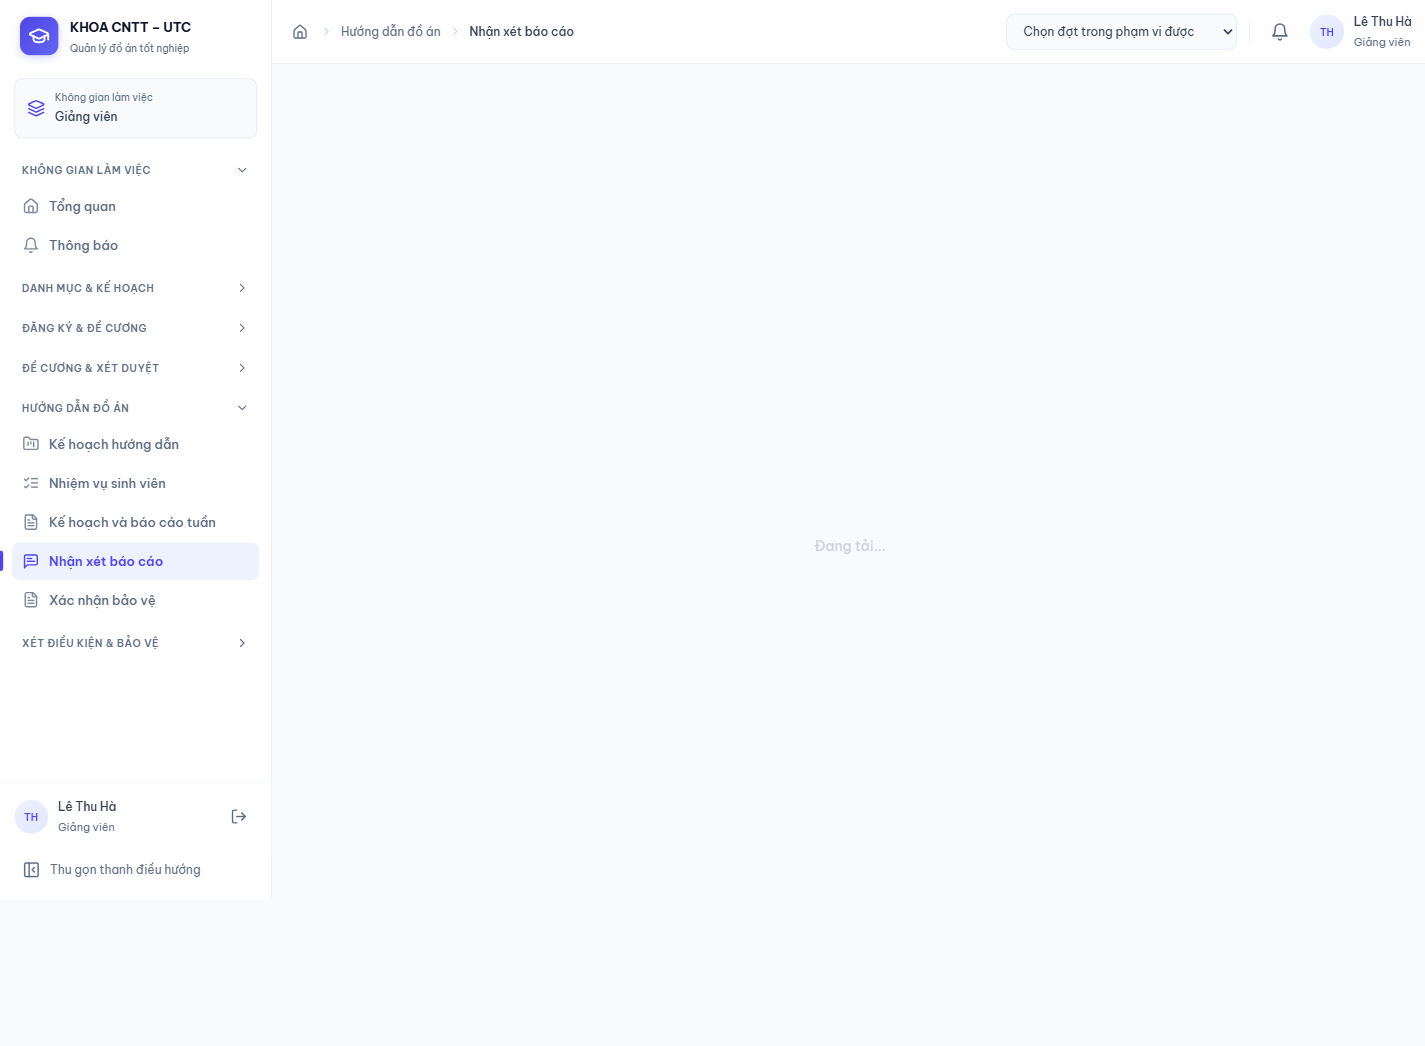 KHOA CNTT – UTC
Quản lý đồ án tốt nghiệp
Không gian làm việc
Giảng viên
KHÔNG GIAN LÀM VIỆC
Tổng quan
Thông báo
DANH MỤC & KẾ HOẠCH
ĐĂNG KÝ & ĐỀ CƯƠNG
ĐỀ CƯƠNG & XÉT DUYỆT
HƯỚNG DẪN ĐỒ ÁN
Kế hoạch hướng dẫn
Nhiệm vụ sinh viên
Kế hoạch và báo cáo tuần
Nhận xét báo cáo
Xác nhận bảo vệ
XÉT ĐIỀU KIỆN & BẢO VỆ
TH
Lê Thu Hà
Giảng viên
Thu gọn thanh điều hướng
Hướng dẫn đồ án
Nhận xét báo cáo
Chọn đợt trong phạm vi được
TH
Lê Thu Hà
Giảng viên
Đang tải...